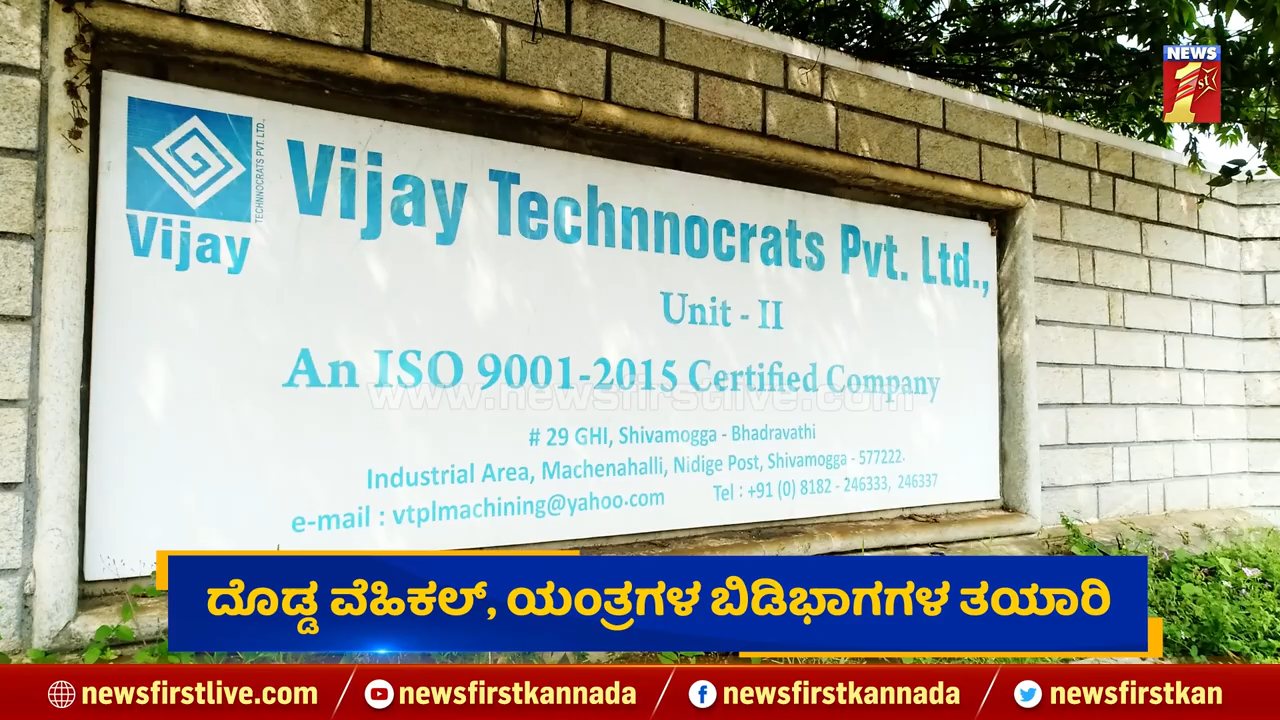 NEWS
1ST
TECHNNOCRATS PVT. LTD.,
Vijay
Vijay Technnocrats Pvt. Ltd.,
Unit - II
An ISO 9001-2015 Certified Company
www.newsfirstlive.com
# 29 GHI, Shivamogga - Bhadravathi
Industrial Area, Machenahalli, Nidige Post, Shivamogga - 577222.
e-mail : vtplmachining@yahoo.com Tel : +91 (0) 8182 - 246333, 246337
ದೊಡ್ಡ ವೆಹಿಕಲ್, ಯಂತ್ರಗಳ ಬಿಡಿಭಾಗಗಳ ತಯಾರಿ
newsfirstlive.com newsfirstkannada newsfirstkannada newsfirstkan